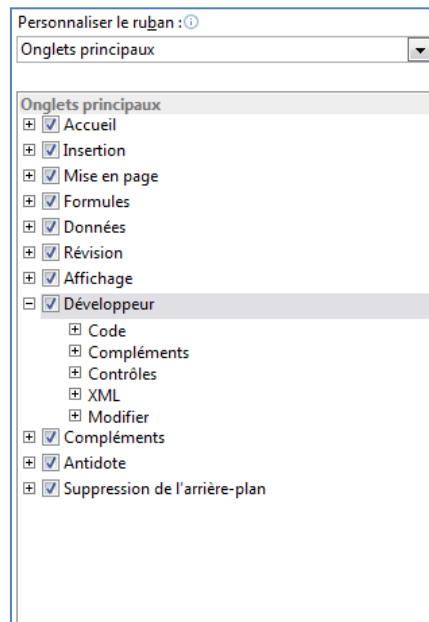 Personnaliser le ruban :
Onglets principaux
Onglets principaux
Accueil
Insertion
Mise en page
Formules
Données
Révision
Affichage
Développeur
Code
Compléments
Contrôles
XML
Modifier
Compléments
Antidote
Suppression de l'arrière-plan